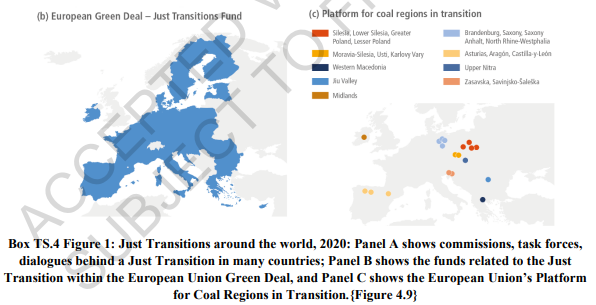 (b) European Green Deal – Just Transitions Fund
(c) Platform for coal regions in transition
Silesia, Lower Silesia, Greater
Poland, Lesser Poland
Moravia-Silesia, Usti, Karlovy Vary
Western Macedonia
Jiu Valley
Midlands
Brandenburg, Saxony, Saxony
Anhalt, North Rhine-Westphalia
Asturias, Aragón, Castilla-y-León
Upper Nitra
Zasavska, Savinjsko-Šaleška
ACCEPTED
SUBJECT TO
Box TS.4 Figure 1: Just Transitions around the world, 2020: Panel A shows commissions, task forces,
dialogues behind a Just Transition in many countries; Panel B shows the funds related to the Just
Transition within the European Union Green Deal, and Panel C shows the European Union’s Platform
for Coal Regions in Transition.{Figure 4.9}